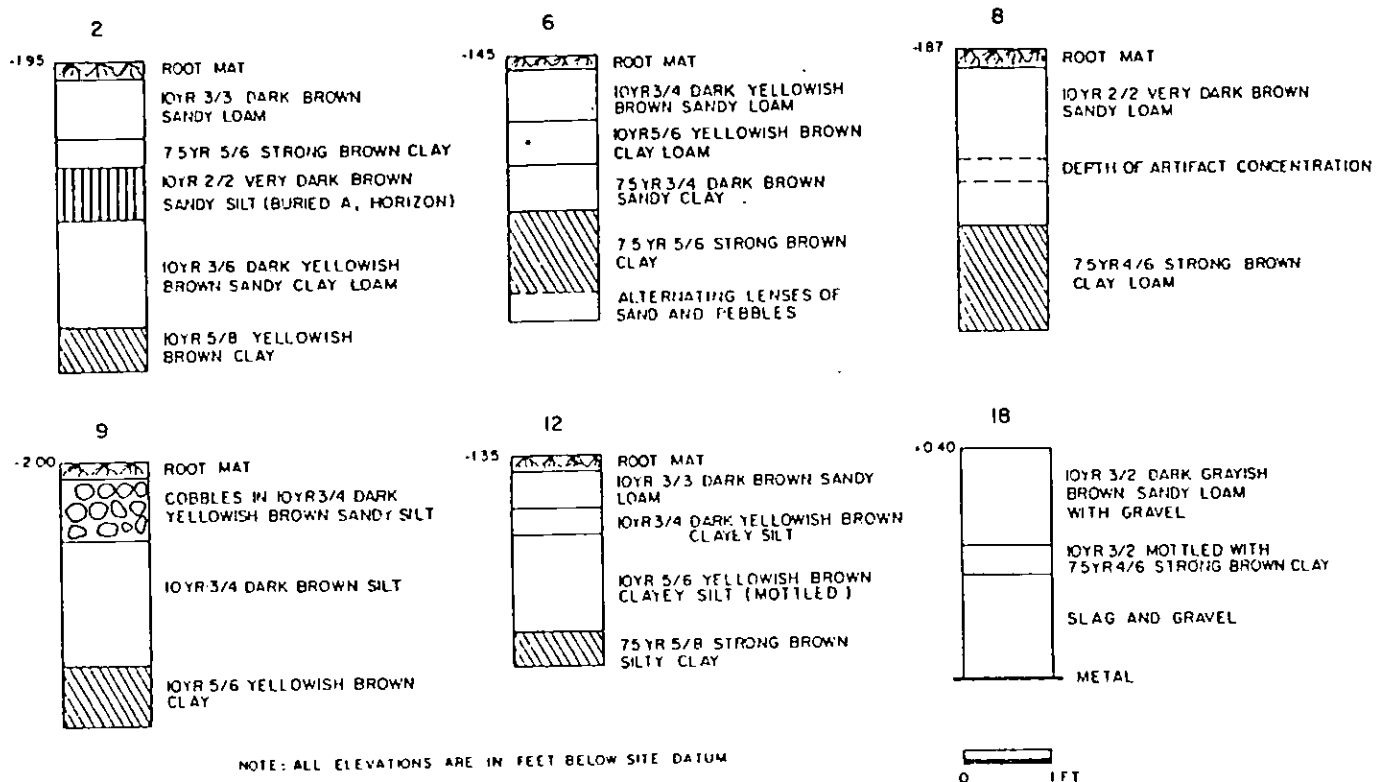 2
-1.95
ROOT MAT
10YR 3/3 DARK BROWN
SANDY LOAM
7.5YR 5/6 STRONG BROWN CLAY
10YR 2/2 VERY DARK BROWN
SANDY SILT (BURIED A, HORIZON)
10YR 3/6 DARK YELLOWISH
BROWN SANDY CLAY LOAM
10YR 5/8 YELLOWISH
BROWN CLAY
6
-1.45
ROOT MAT
10YR 3/4 DARK YELLOWISH
BROWN SANDY LOAM
10YR 5/6 YELLOWISH BROWN
CLAY LOAM
7.5YR 3/4 DARK BROWN
SANDY CLAY
7.5YR 5/6 STRONG BROWN
CLAY
ALTERNATING LENSES OF
SAND AND PEBBLES
8
-1.87
ROOT MAT
10YR 2/2 VERY DARK BROWN
SANDY LOAM
DEPTH OF ARTIFACT CONCENTRATION
7.5YR 4/6 STRONG BROWN
CLAY LOAM
9
-2.00
ROOT MAT
COBBLES IN 10YR 3/4 DARK
YELLOWISH BROWN SANDY SILT
10YR 3/4 DARK BROWN SILT
10YR 5/6 YELLOWISH BROWN
CLAY
12
-1.35
ROOT MAT
10YR 3/3 DARK BROWN SANDY
LOAM
10YR 3/4 DARK YELLOWISH BROWN
CLAYEY SILT
10YR 5/6 YELLOWISH BROWN
CLAYEY SILT (MOTTLED)
7.5YR 5/8 STRONG BROWN
SILTY CLAY
18
+0.40
10YR 3/2 DARK GRAYISH
BROWN SANDY LOAM
WITH GRAVEL
10YR 3/2 MOTTLED WITH
7.5YR 4/6 STRONG BROWN CLAY
SLAG AND GRAVEL
METAL
NOTE: ALL ELEVATIONS ARE IN FEET BELOW SITE DATUM
0 1 FT